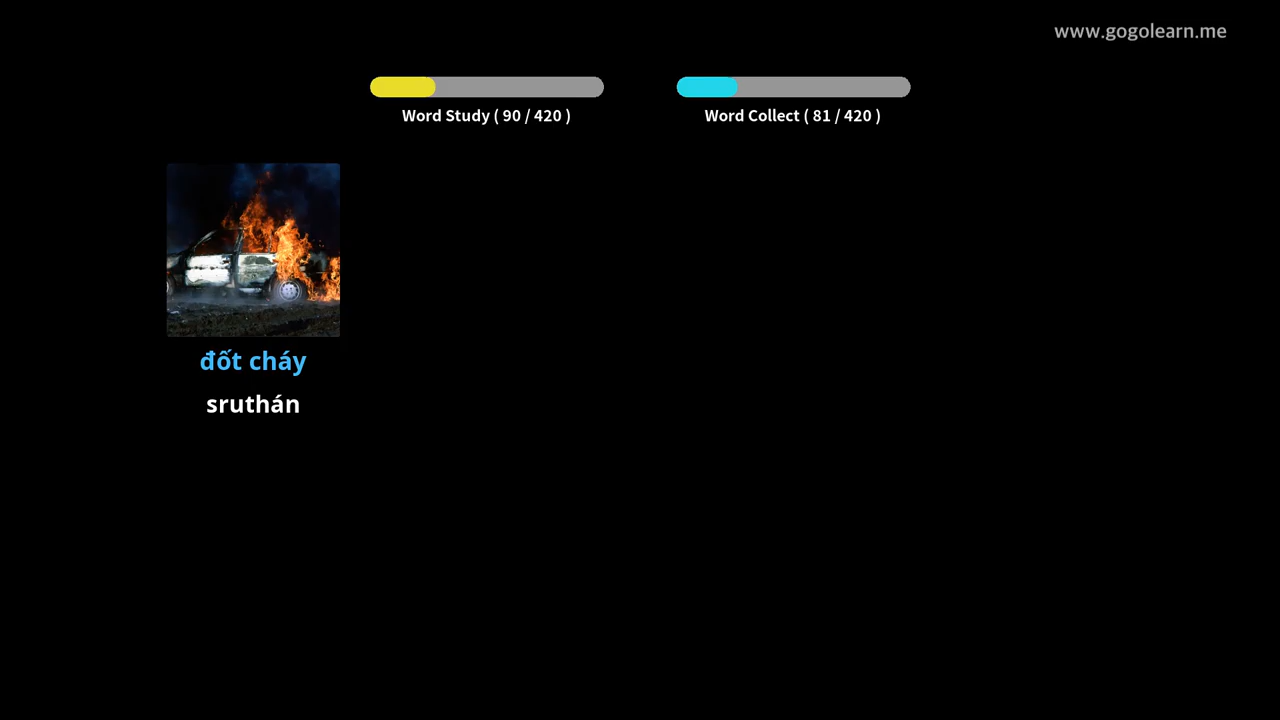 www.gogolearn.me
Word Study ( 90 / 420 )
Word Collect ( 81 / 420 )
đốt cháy
sruthán